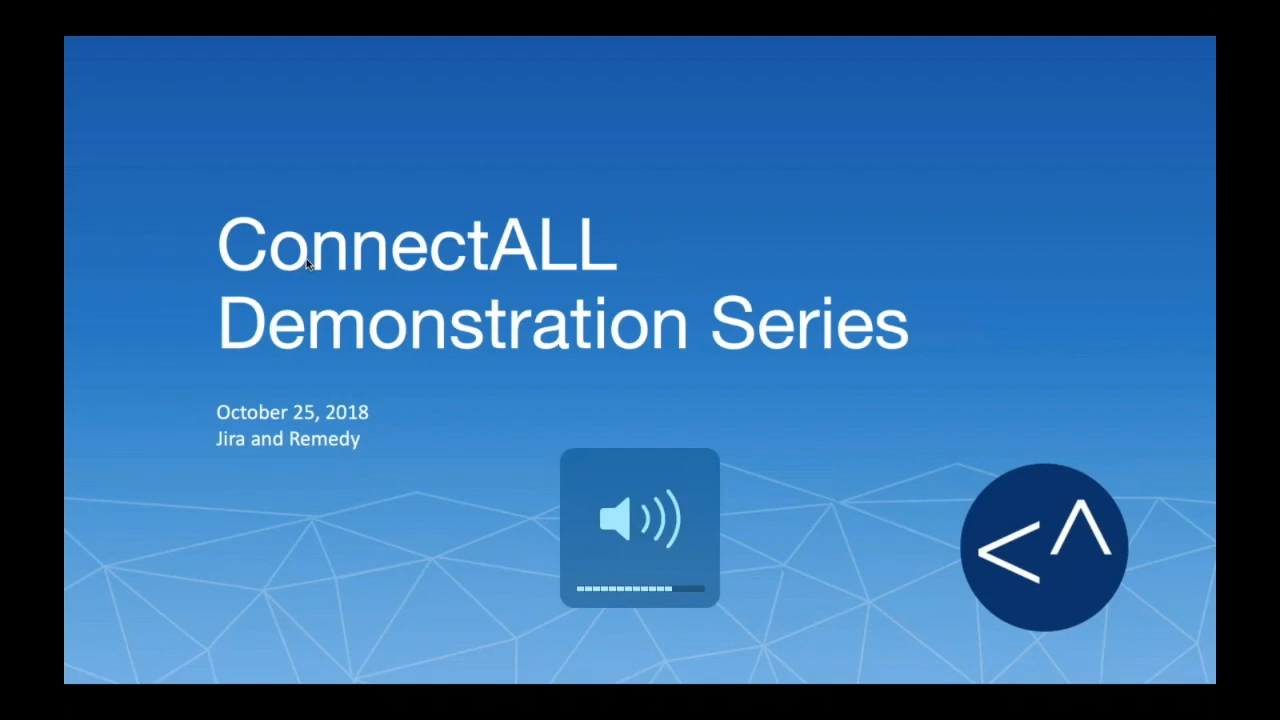 ConnectALL
Demonstration Series
October 25, 2018
Jira and Remedy